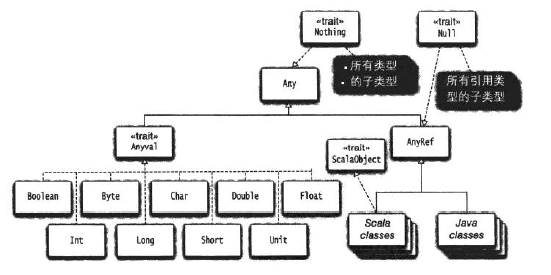 «trait»
Nothing
«trait»
Null
• 所有类型
• 的子类型
Any
所有引用类
型的子类型
«trait»
Anyval
«trait»
ScalaObject
AnyRef
Boolean
Byte
Char
Double
Float
Int
Long
Short
Unit
Scala
classes
Java
classes